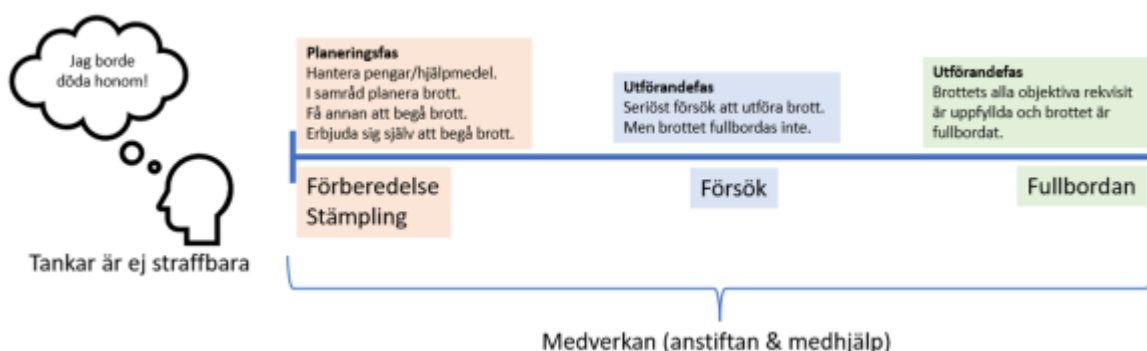 Jag borde
döda honom!
Tankar är ej straffbara
Planeringsfas
Hantera pengar/hjälpmedel.
I samråd planera brott.
Få annan att begå brott.
Erbjuda sig själv att begå brott.
Förberedelse
Stämpling
Utförandefas
Seriöst försök att utföra brott.
Men brottet fullbordas inte.
Försök
Utförandefas
Brottets alla objektiva rekvisit
är uppfyllda och brottet är
fullbordat.
Fullbordan
Medverkan (anstiftan & medhjälp)